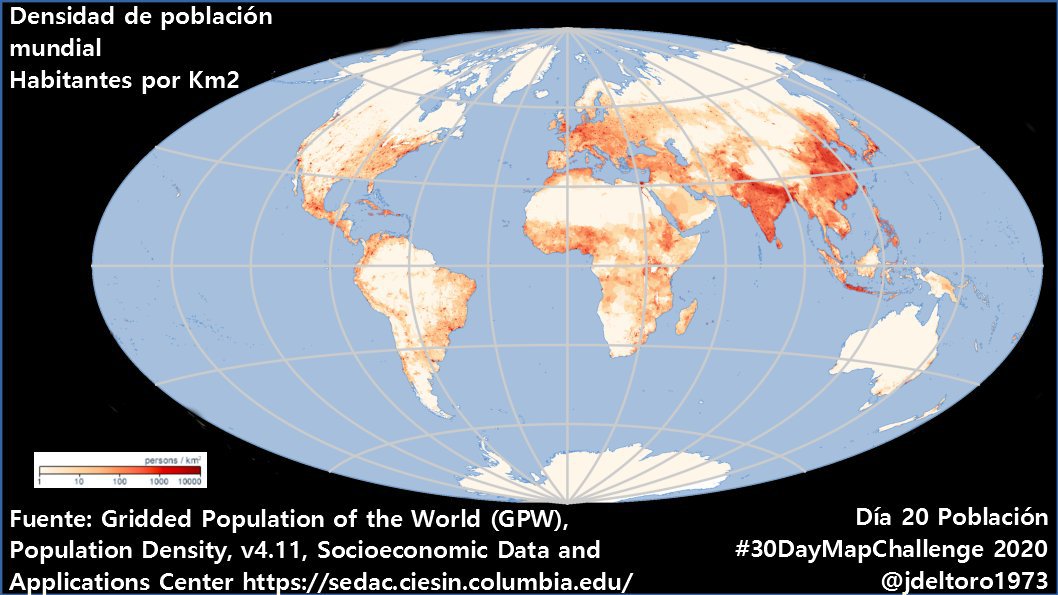 Densidad de población
mundial
Habitantes por Km2
persons / km²
1 10 100 1000 10000
Fuente: Gridded Population of the World (GPW),
Population Density, v4.11, Socioeconomic Data and
Applications Center https://sedac.ciesin.columbia.edu/
Día 20 Población
#30DayMapChallenge 2020
@jdeltoro1973